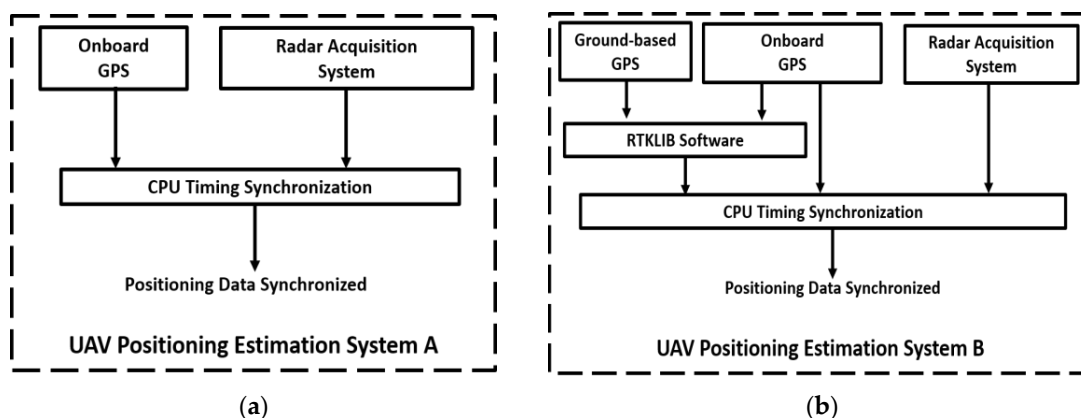 Onboard
GPS
Radar Acquisition
System
CPU Timing Synchronization
Positioning Data Synchronized
UAV Positioning Estimation System A
(a)
Ground-based
GPS
Onboard
GPS
Radar Acquisition
System
RTKLIB Software
CPU Timing Synchronization
Positioning Data Synchronized
UAV Positioning Estimation System B
(b)